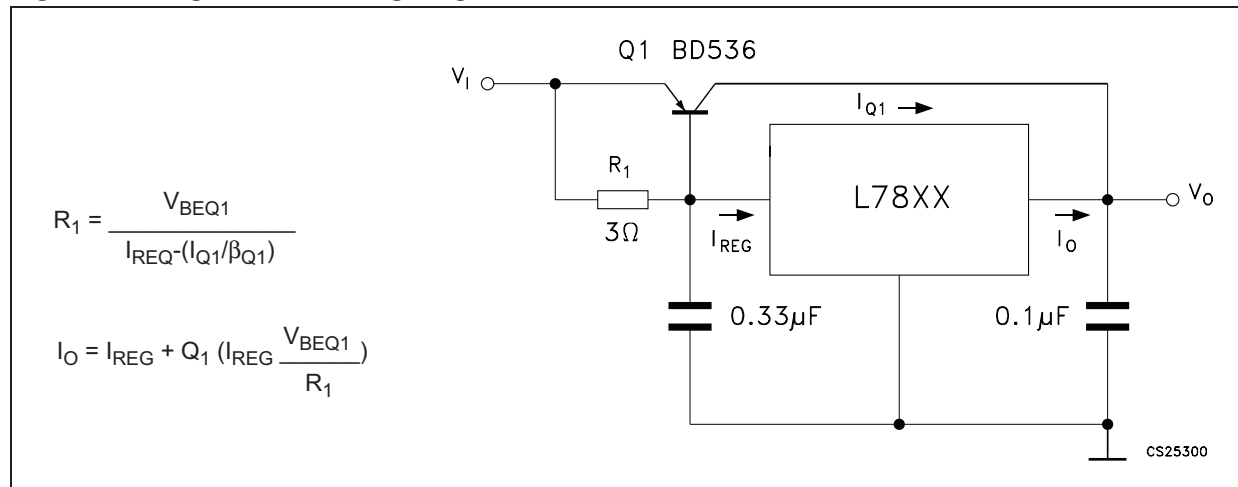 Q1 BD536
VI
IQ1
R1
3Ω
IREG
L78XX
IO
VO
0.33µF
0.1µF
CS25300
R1 = VBEQ1
IREQ-(IQ1/βQ1)
IO = IREG + Q1 (IREG VBEQ1)
R1